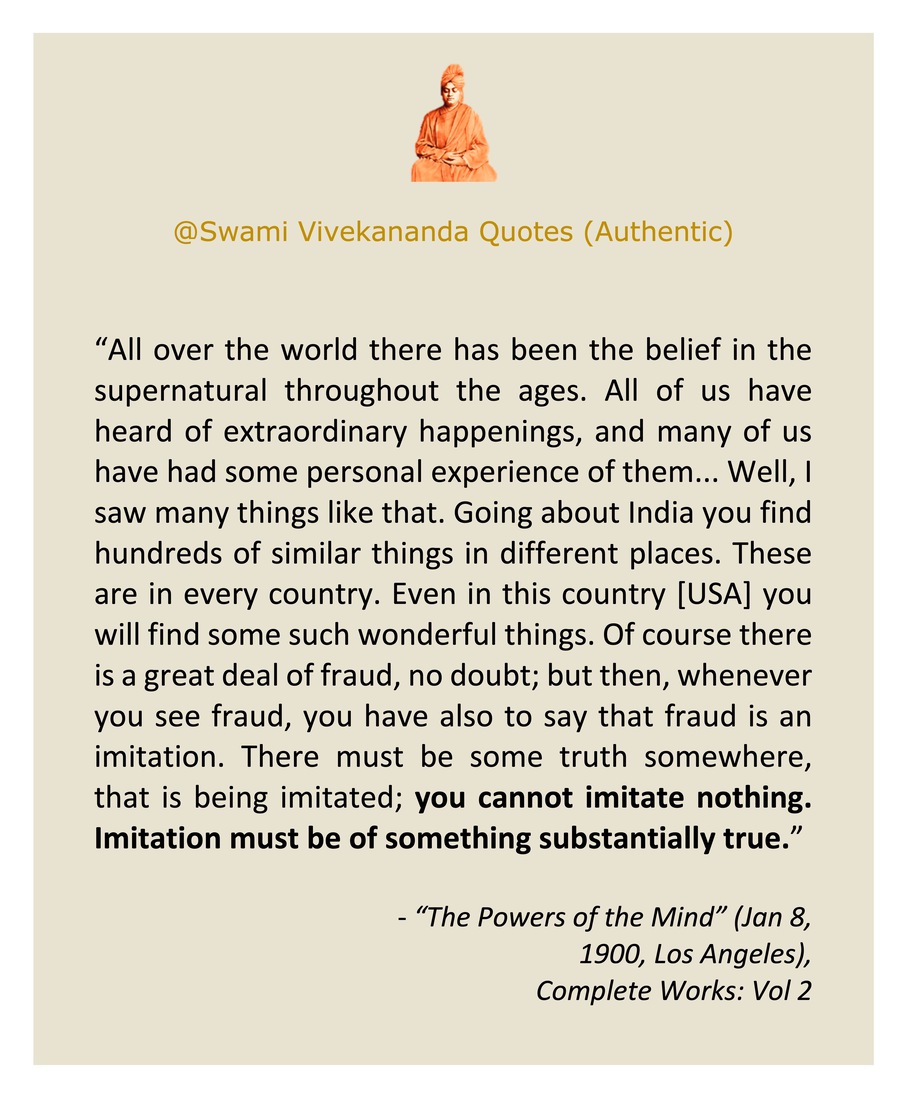 @Swami Vivekananda Quotes (Authentic)
“All over the world there has been the belief in the
supernatural throughout the ages. All of us have
heard of extraordinary happenings, and many of us
have had some personal experience of them... Well, I
saw many things like that. Going about India you find
hundreds of similar things in different places. These
are in every country. Even in this country [USA] you
will find some such wonderful things. Of course there
is a great deal of fraud, no doubt; but then, whenever
you see fraud, you have also to say that fraud is an
imitation. There must be some truth somewhere,
that is being imitated; you cannot imitate nothing.
Imitation must be of something substantially true.”
- “The Powers of the Mind” (Jan 8,
1900, Los Angeles),
Complete Works: Vol 2